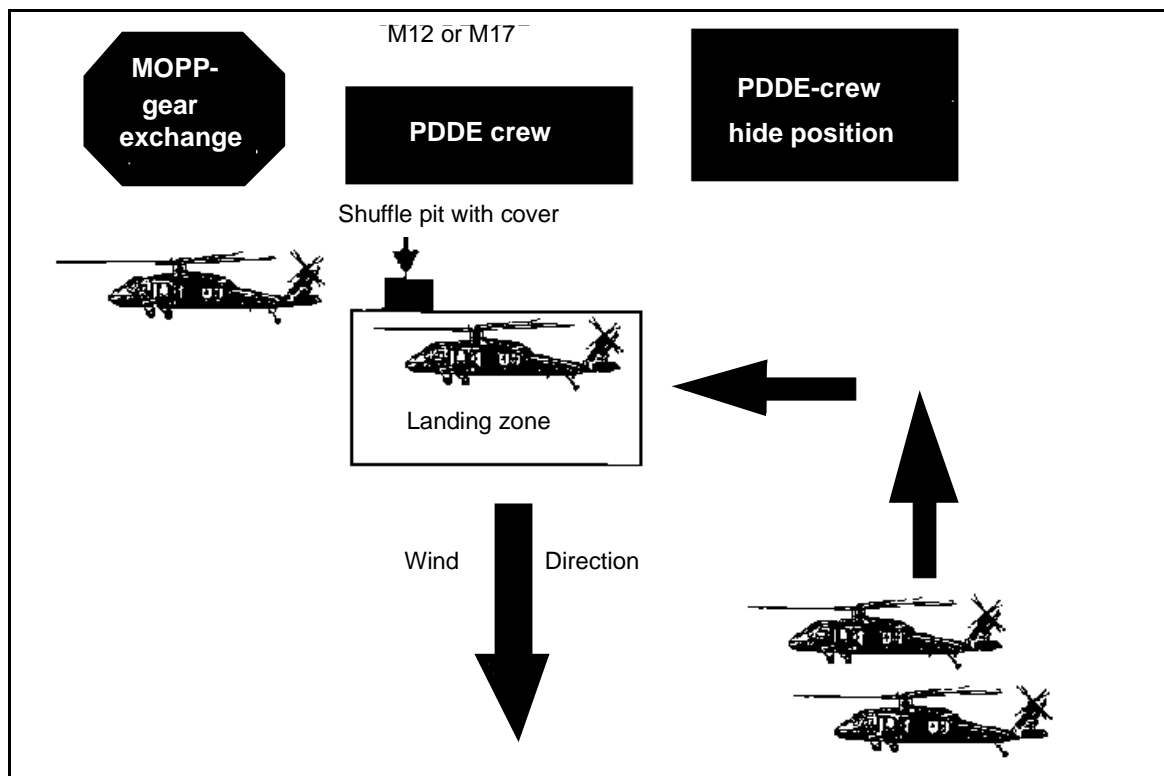 M12 or M17
MOPP-
gear
exchange
PDDE crew
PDDE-crew
hide position
Shuffle pit with cover
Landing zone
Wind Direction